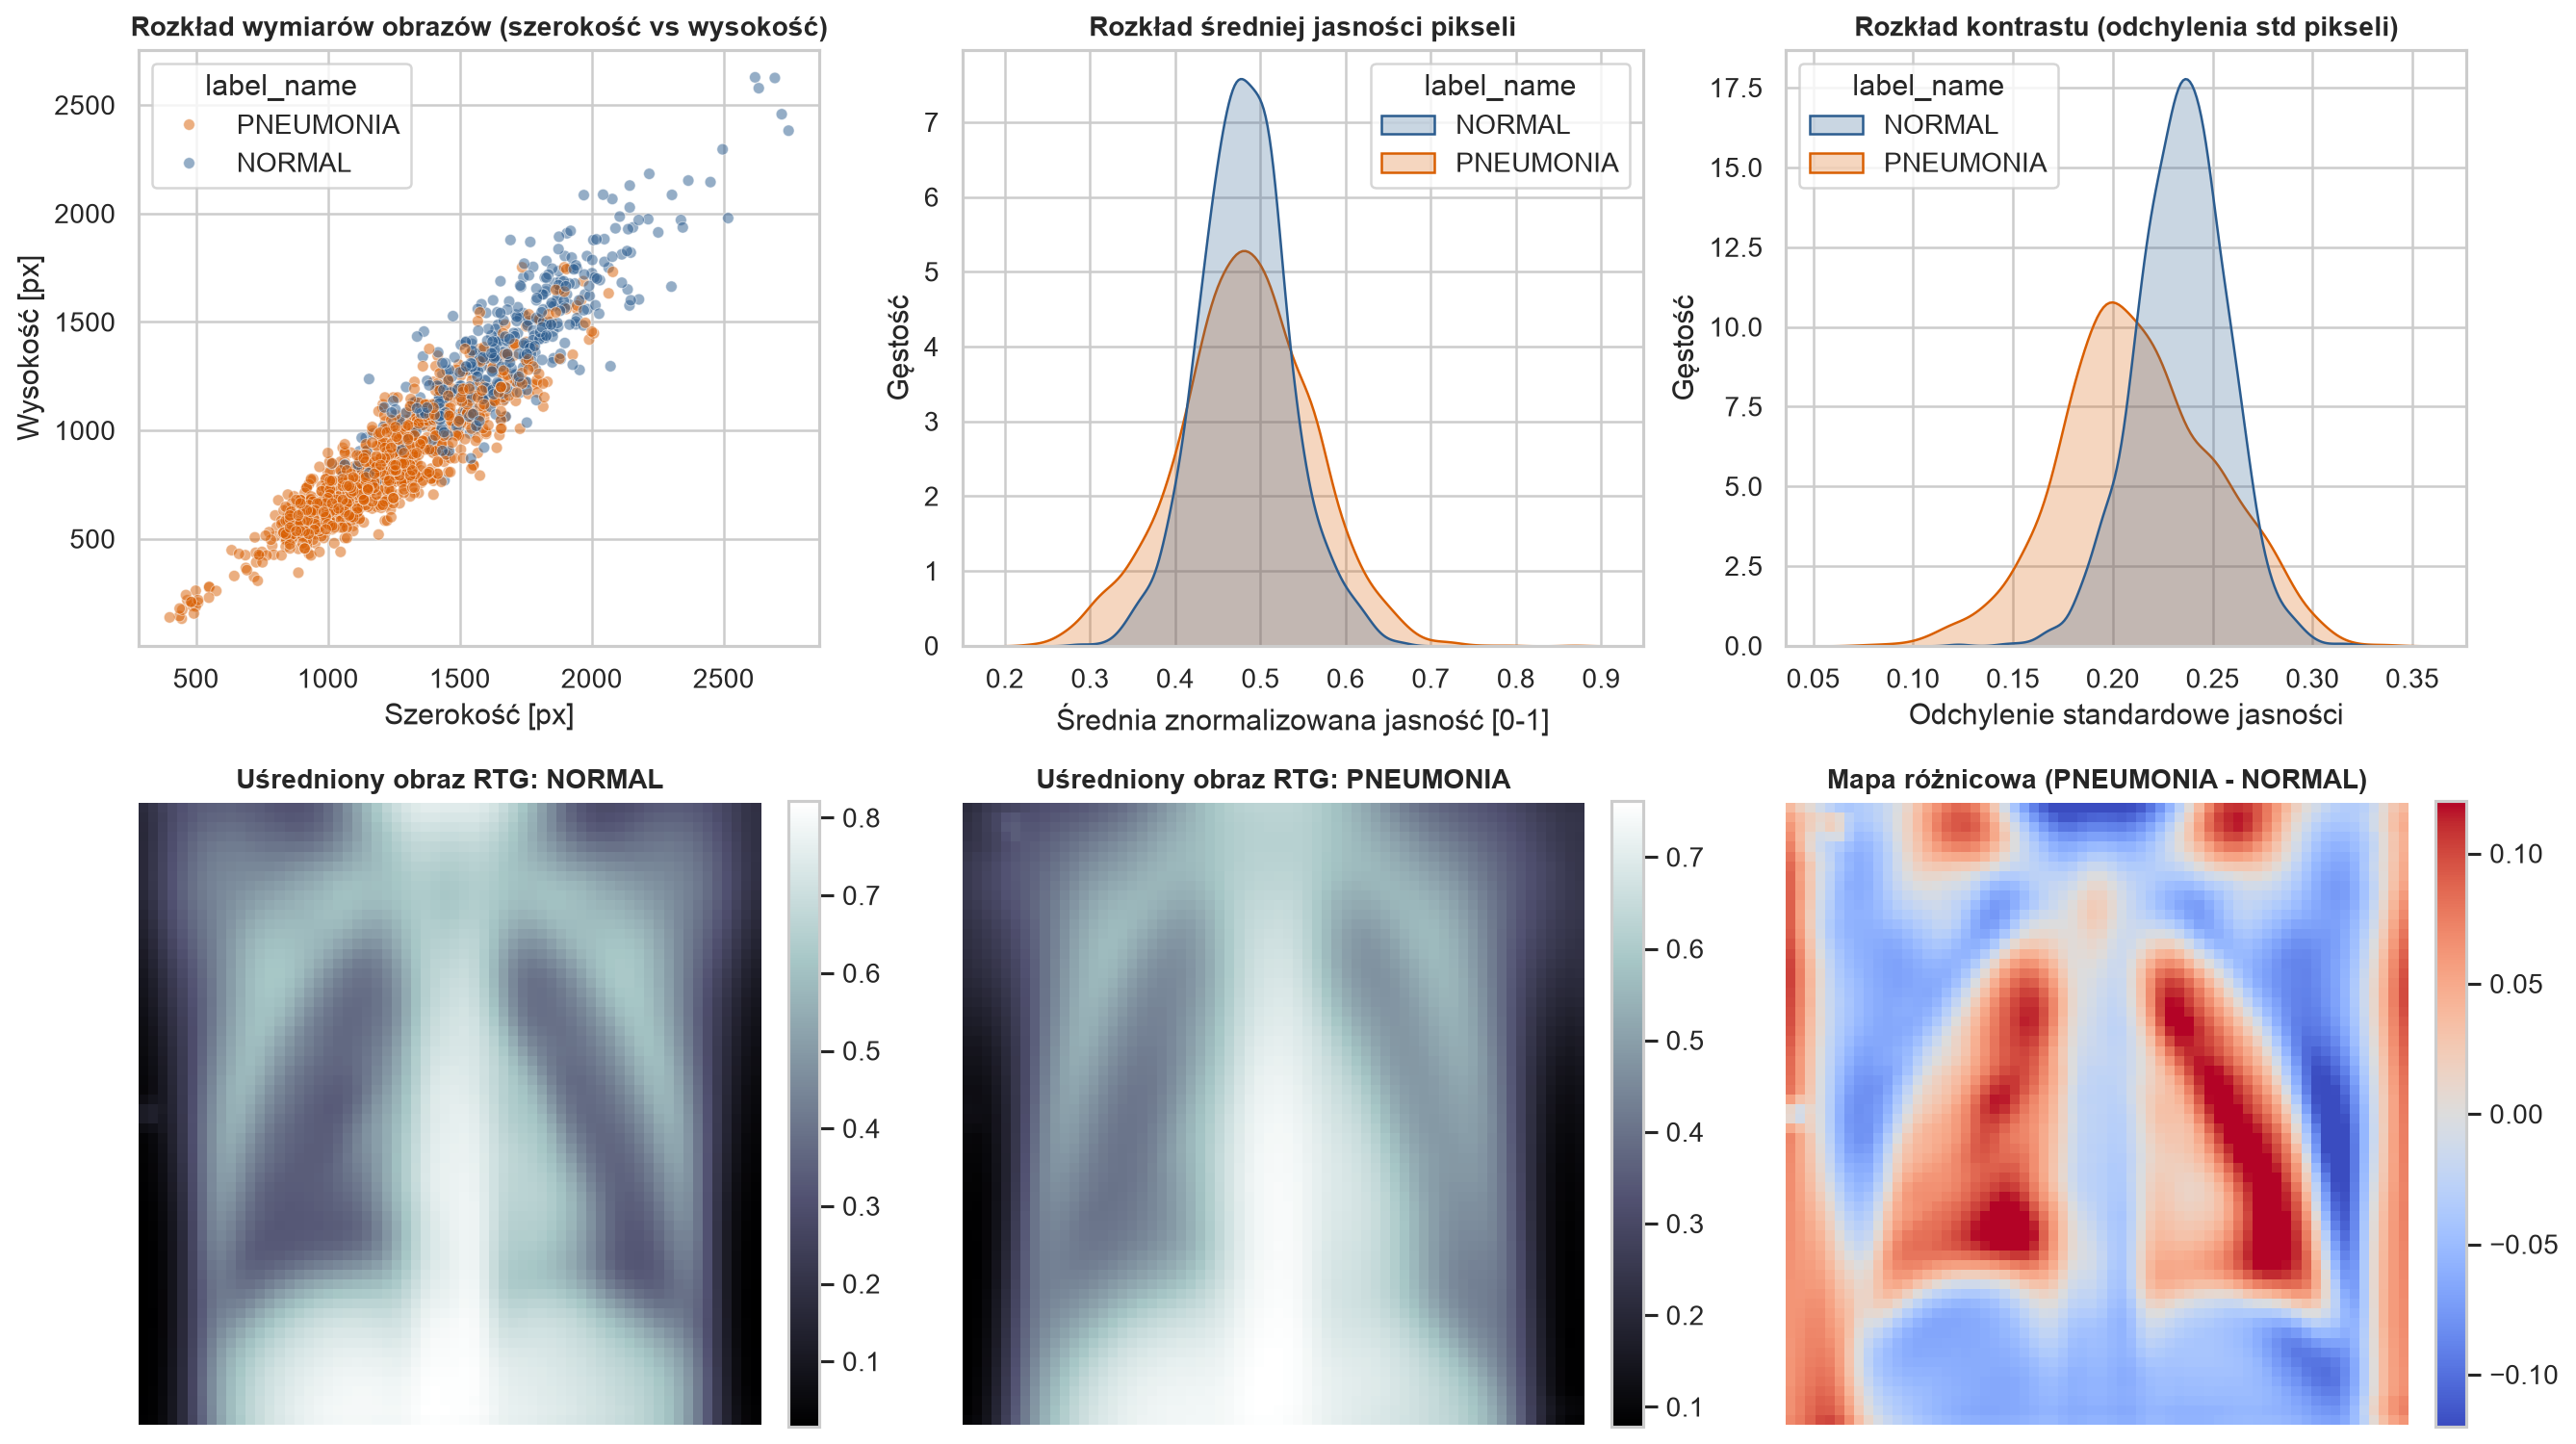 Rozkład wymiarów obrazów (szerokość vs wysokość)
label_name
PNEUMONIA
NORMAL
2500
2000
1500
1000
500
Wysokość [px]
500 1000 1500 2000 2500
Szerokość [px]
Rozkład średniej jasności pikseli
label_name
NORMAL
PNEUMONIA
7
6
5
4
3
2
1
0
Gęstość
0.2 0.3 0.4 0.5 0.6 0.7 0.8 0.9
Średnia znormalizowana jasność [0-1]
Rozkład kontrastu (odchylenia std pikseli)
label_name
NORMAL
PNEUMONIA
17.5
15.0
12.5
10.0
7.5
5.0
2.5
0.0
Gęstość
0.05 0.10 0.15 0.20 0.25 0.30 0.35
Odchylenie standardowe jasności
Uśredniony obraz RTG: NORMAL
0.8
0.7
0.6
0.5
0.4
0.3
0.2
0.1
Uśredniony obraz RTG: PNEUMONIA
0.7
0.6
0.5
0.4
0.3
0.2
0.1
Mapa różnicowa (PNEUMONIA - NORMAL)
0.10
0.05
0.00
−0.05
−0.10